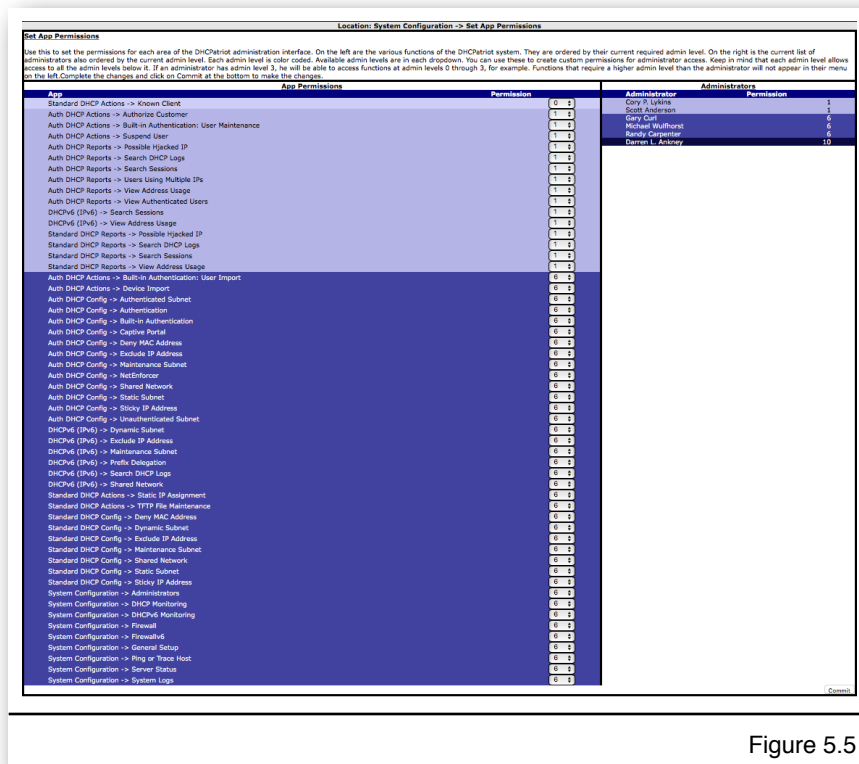 Location: System Configuration -> Set App Permissions
Set App Permissions
Use this to set the permissions for each area of the DHCPatriot administration interface. On the left are the various functions of the DHCPatriot system. They are ordered by their current required admin level. On the right is the current list of
administrators also ordered by the current admin level. Each admin level is color coded. Available admin levels are in each dropdown. You can use these to create custom permissions for administrator access. Keep in mind that each admin level allows
access to all the admin levels below it. If an administrator has admin level 3, he will be able to access functions at admin levels 0 through 3, for example. Functions that require a higher admin level than the administrator will not appear in their menu
on the left.Complete the changes and click on Commit at the bottom to make the changes.
App Permissions
App Permission
Standard DHCP Actions -> Known Client 0
Auth DHCP Actions -> Authorize Customer 1
Auth DHCP Actions -> Built-in Authentication: User Maintenance 1
Auth DHCP Actions -> Suspend User 1
Auth DHCP Reports -> Possible Hjacked IP 1
Auth DHCP Reports -> Search DHCP Logs 1
Auth DHCP Reports -> Search Sessions 1
Auth DHCP Reports -> Users Using Multiple IPs 1
Auth DHCP Reports -> View Address Usage 1
Auth DHCP Reports -> View Authenticated Users 1
DHCPv6 (IPv6) -> Search Sessions 1
DHCPv6 (IPv6) -> View Address Usage 1
Standard DHCP Reports -> Possible Hjacked IP 1
Standard DHCP Reports -> Search DHCP Logs 1
Standard DHCP Reports -> Search Sessions 1
Standard DHCP Reports -> View Address Usage 1
Auth DHCP Actions -> Built-in Authentication: User Import 6
Auth DHCP Actions -> Device Import 6
Auth DHCP Config -> Authenticated Subnet 6
Auth DHCP Config -> Authentication 6
Auth DHCP Config -> Built-in Authentication 6
Auth DHCP Config -> Captive Portal 6
Auth DHCP Config -> Deny MAC Address 6
Auth DHCP Config -> Exclude IP Address 6
Auth DHCP Config -> Maintenance Subnet 6
Auth DHCP Config -> NetEnforcer 6
Auth DHCP Config -> Shared Network 6
Auth DHCP Config -> Static Subnet 6
Auth DHCP Config -> Sticky IP Address 6
Auth DHCP Config -> Unauthenticated Subnet 6
DHCPv6 (IPv6) -> Dynamic Subnet 6
DHCPv6 (IPv6) -> Exclude IP Address 6
DHCPv6 (IPv6) -> Maintenance Subnet 6
DHCPv6 (IPv6) -> Prefix Delegation 6
DHCPv6 (IPv6) -> Search DHCP Logs 6
DHCPv6 (IPv6) -> Shared Network 6
Standard DHCP Actions -> Static IP Assignment 6
Standard DHCP Actions -> TFTP File Maintenance 6
Standard DHCP Config -> Deny MAC Address 6
Standard DHCP Config -> Dynamic Subnet 6
Standard DHCP Config -> Exclude IP Address 6
Standard DHCP Config -> Maintenance Subnet 6
Standard DHCP Config -> Shared Network 6
Standard DHCP Config -> Static Subnet 6
Standard DHCP Config -> Sticky IP Address 6
System Configuration -> Administrators 6
System Configuration -> DHCP Monitoring 6
System Configuration -> DHCPv6 Monitoring 6
System Configuration -> Firewall 6
System Configuration -> Firewallv6 6
System Configuration -> General Setup 6
System Configuration -> Ping or Trace Host 6
System Configuration -> Server Status 6
System Configuration -> System Logs 6
Administrators
Administrator Permission
Cory P. Lykins 1
Scott Anderson 1
Gary Curl 6
Michael Wulfhorst 6
Randy Carpenter 6
Darren L. Ankney 10
Commit
Figure 5.5